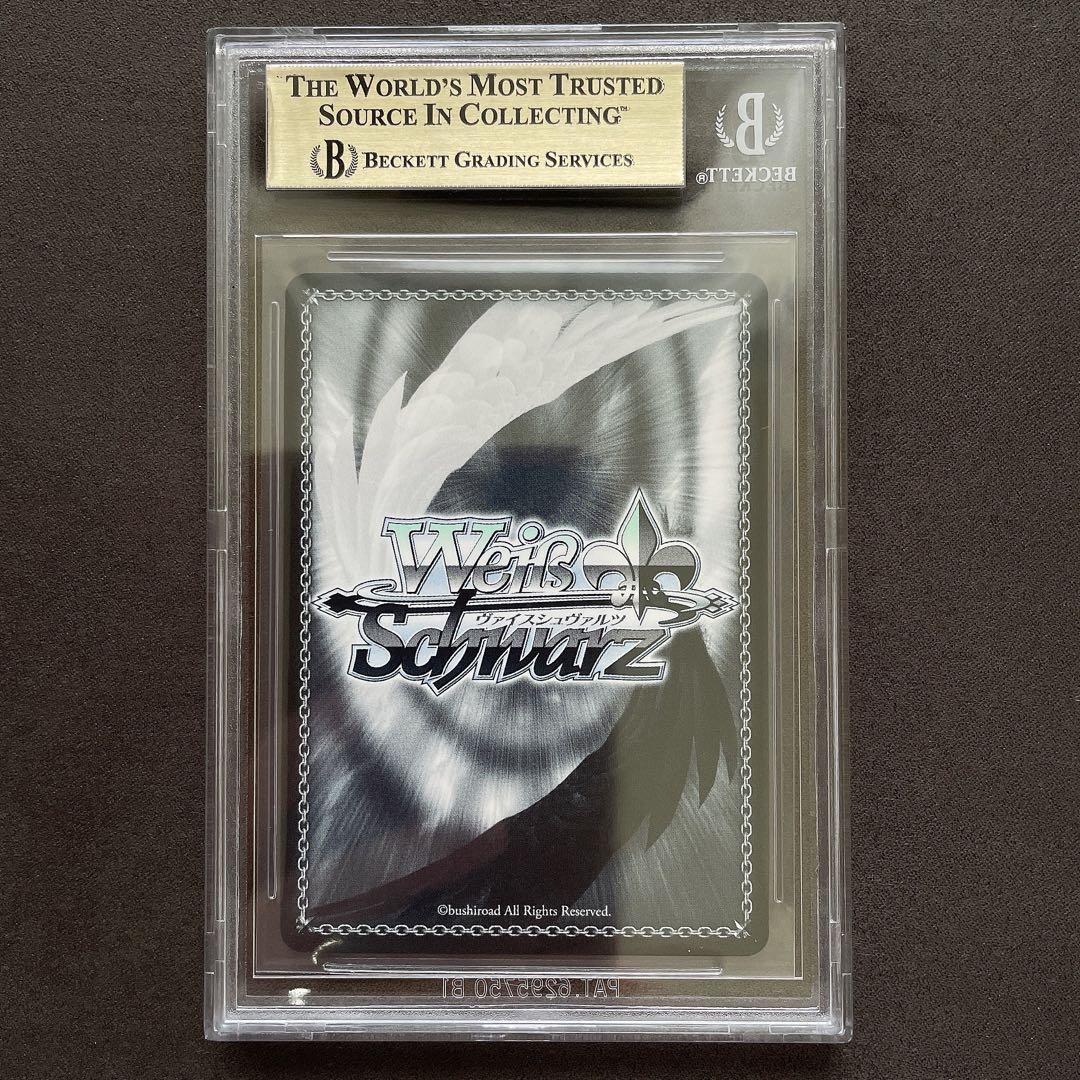 THE WORLD'S MOST TRUSTED
SOURCE IN COLLECTING™
B BECKETT GRADING SERVICES
B
BECKETT®
Weiß
ヴァイスシュヴァルツ
Schwarz
©bushiroad All Rights Reserved.
PAT.6295750 B1